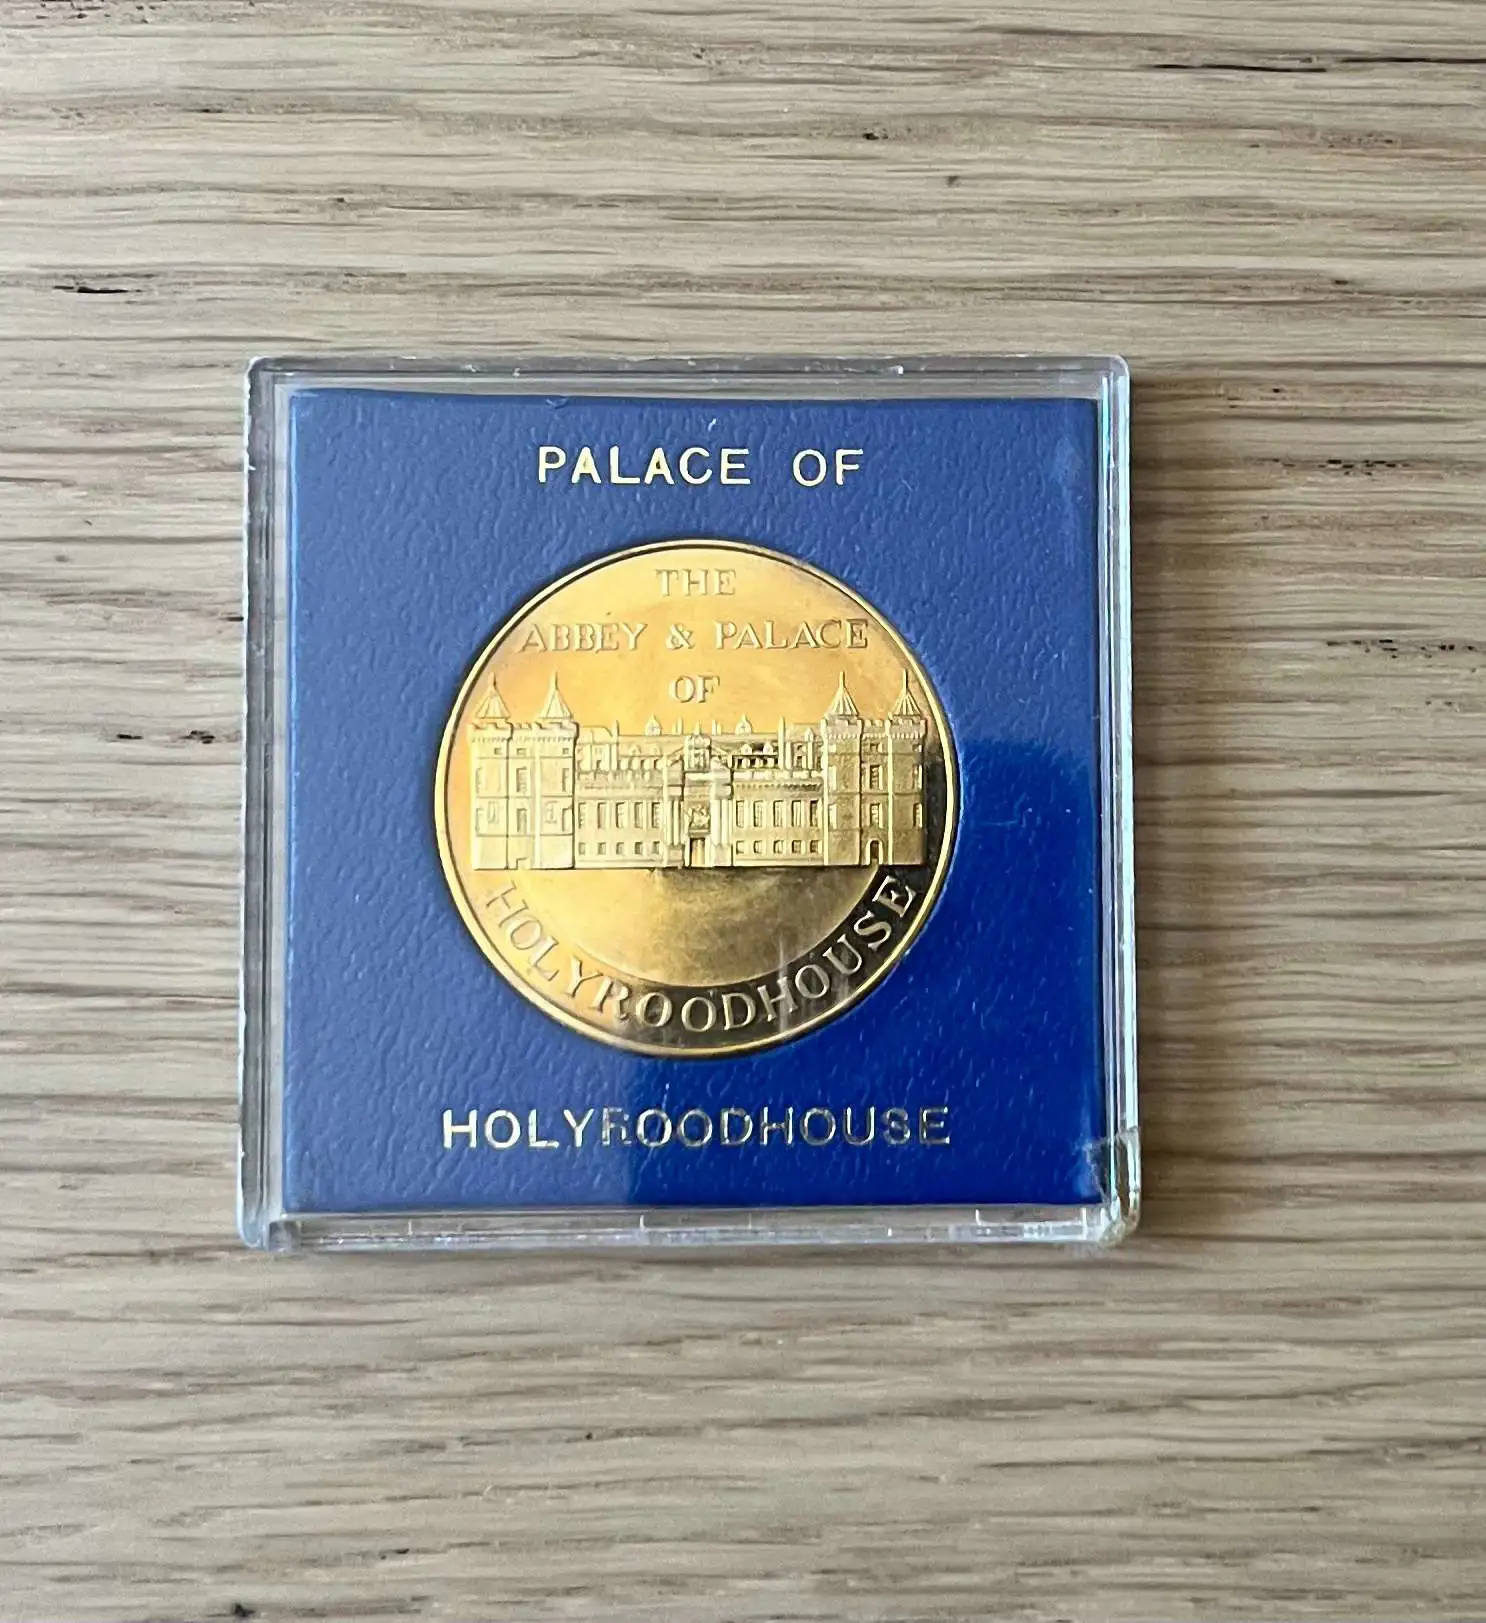 PALACE OF
THE
ABBEY & PALACE
OF
HOLYROODHOUSE
HOLYROODHOUSE